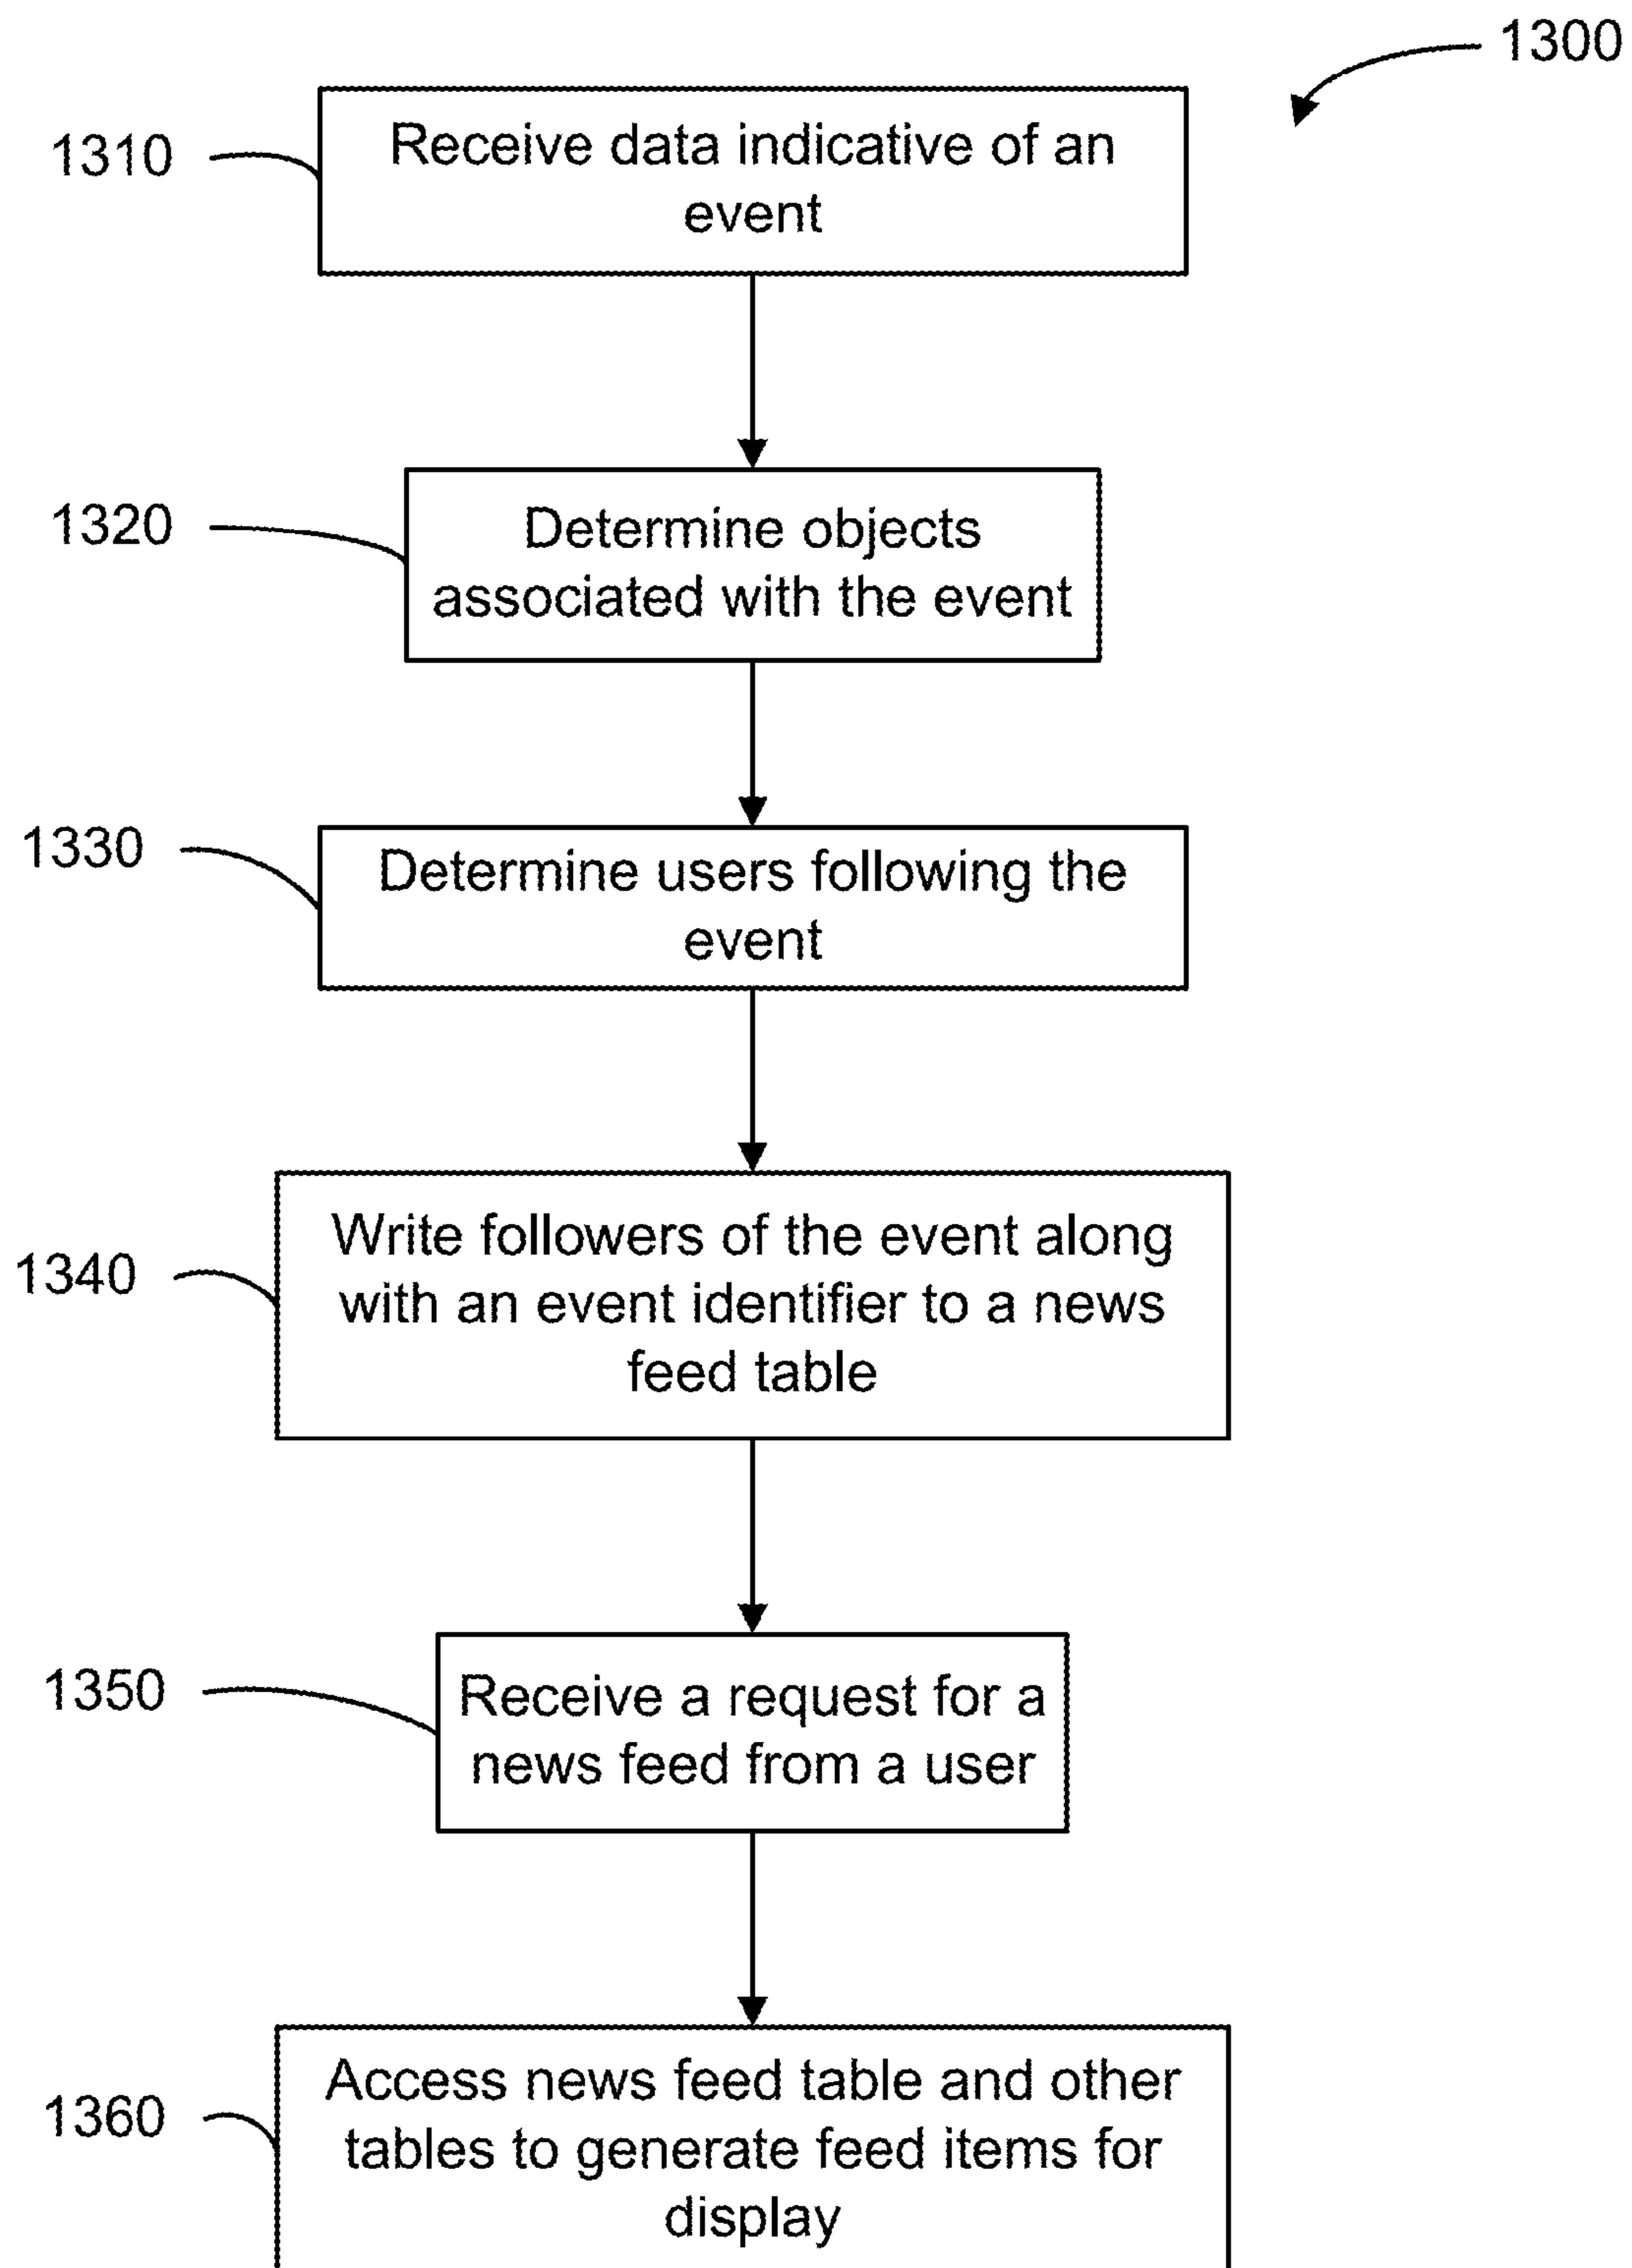 1300
1310
Receive data indicative of an
event
1320
Determine objects
associated with the event
1330
Determine users following the
event
1340
Write followers of the event along
with an event identifier to a news
feed table
1350
Receive a request for a
news feed from a user
1360
Access news feed table and other
tables to generate feed items for
display